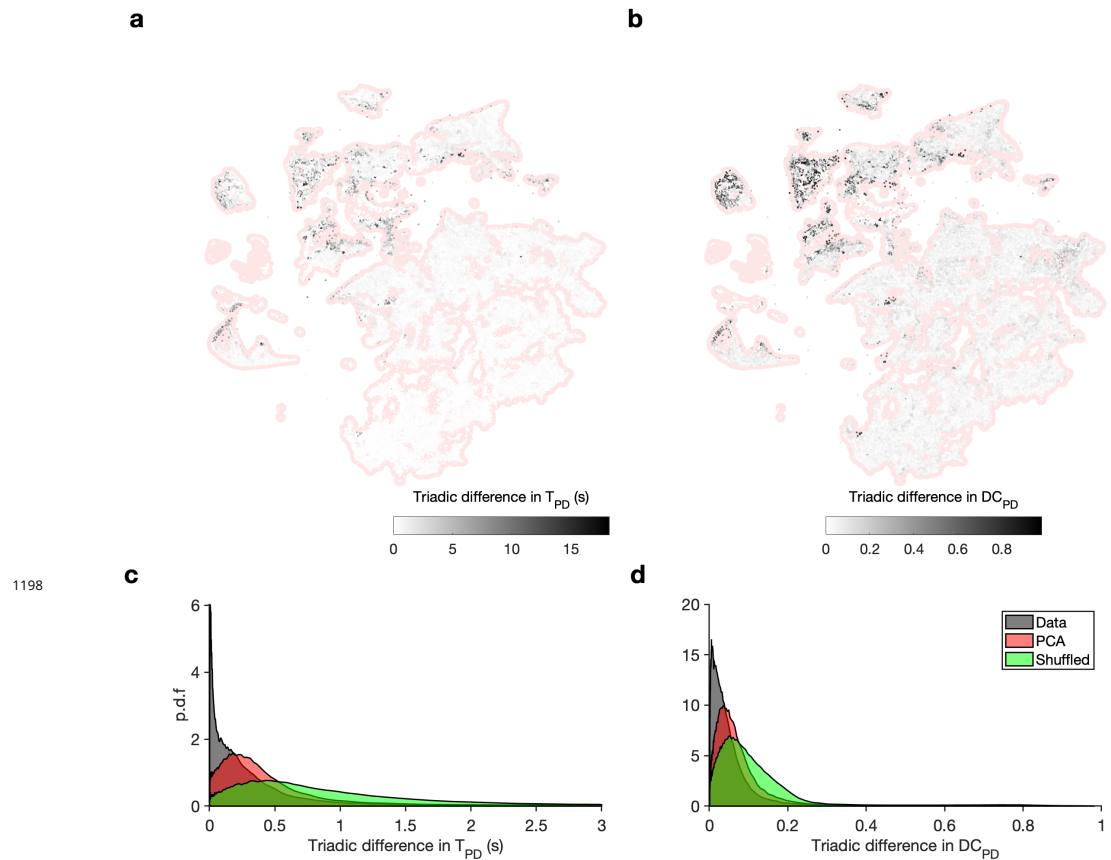 a
b
Triadic difference in T_PD (s)
0 5 10 15
Triadic difference in DC_PD
0 0.2 0.4 0.6 0.8
1198
c
6
4
2
0
p.d.f
0 0.5 1 1.5 2 2.5 3
Triadic difference in T_PD (s)
d
20
15
10
5
0
Data
PCA
Shuffled
0 0.2 0.4 0.6 0.8 1
Triadic difference in DC_PD